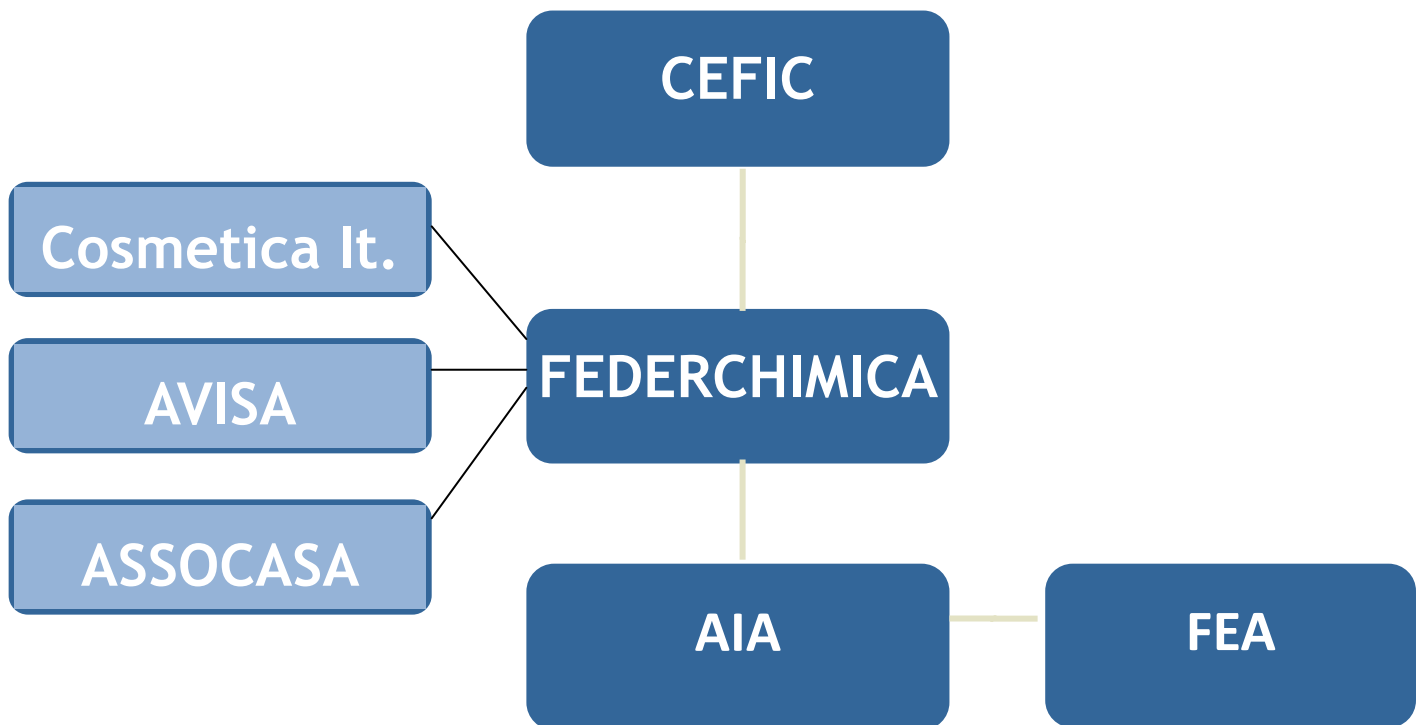 CEFIC
Cosmetica It.
FEDERCHIMICA
AVISA
ASSOCASA
AIA
FEA